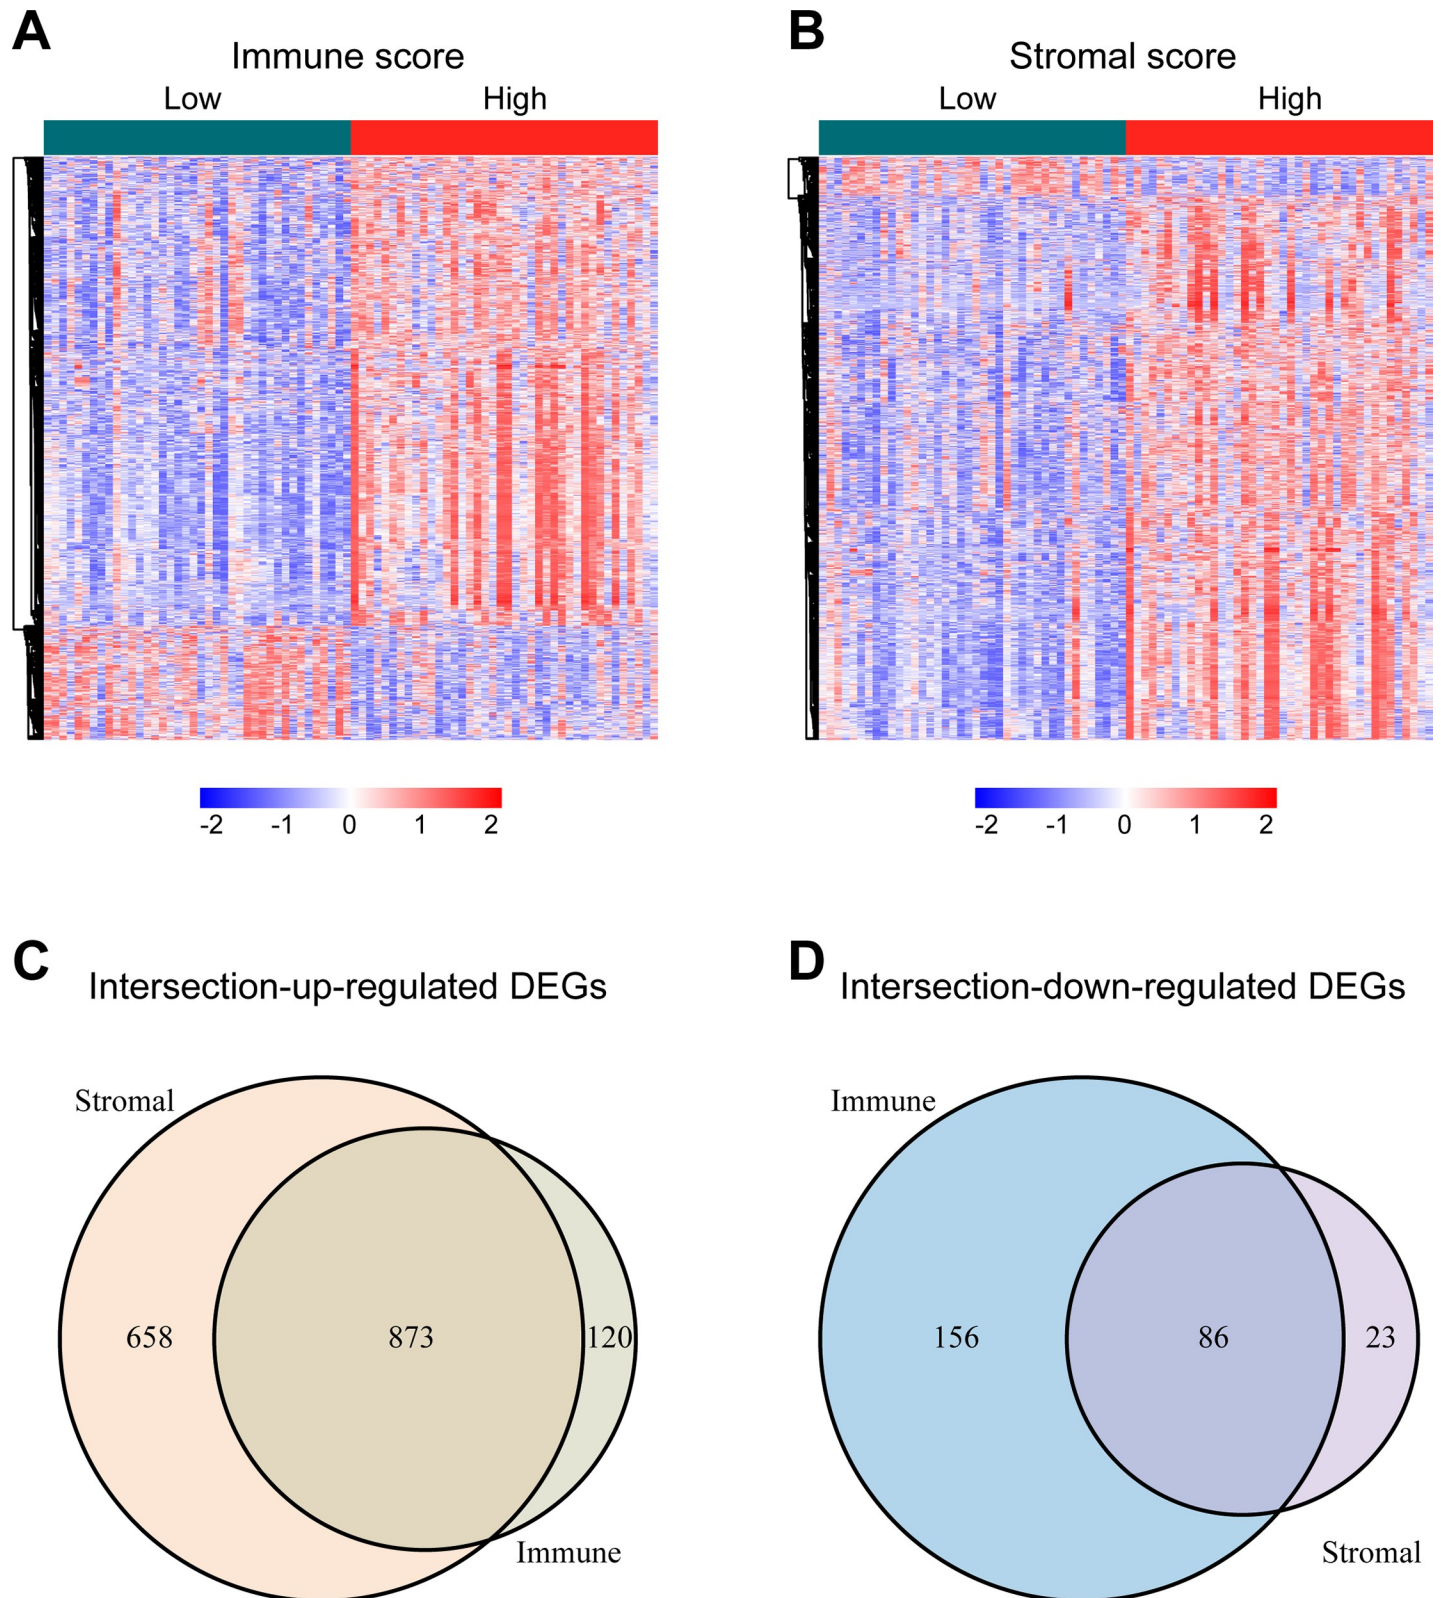 A
Immune score
Low High
-2 -1 0 1 2
B
Stromal score
Low High
-2 -1 0 1 2
C
Intersection-up-regulated DEGs
Stromal
658 873 120
Immune
D
Intersection-down-regulated DEGs
Immune
156 86 23
Stromal